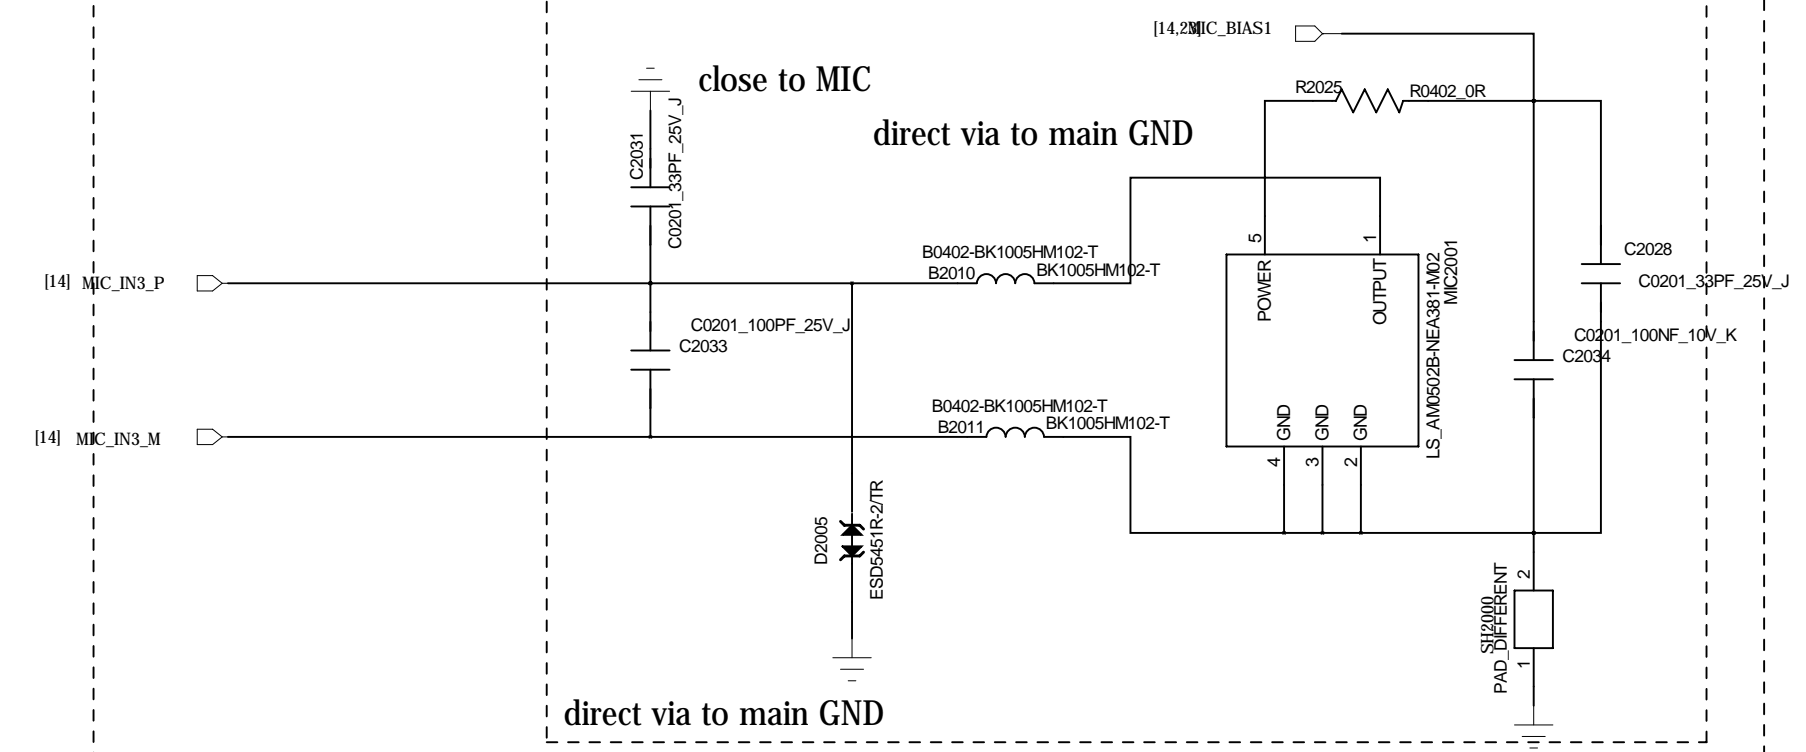 [14,23] MIC_BIAS1
close to MIC
R2025
R0402_0R
direct via to main GND
C2031
C0201_33PF_25V_J
5
1
B0402-BK1005HM102-T
B2010
BK1005HM102-T
C2028
C0201_33PF_25V_J
[14] MIC_IN3_P
POWER
OUTPUT
LS_AM0502B-NEA381-M02
MIC2001
C0201_100PF_25V_J
C2033
C0201_100NF_10V_K
C2034
B0402-BK1005HM102-T
B2011
BK1005HM102-T
[14] MIC_IN3_M
GND
GND
GND
4
3
2
D2005
ESD5451R-2/TR
2
SH2000
PAD_DIFFERENT
1
direct via to main GND